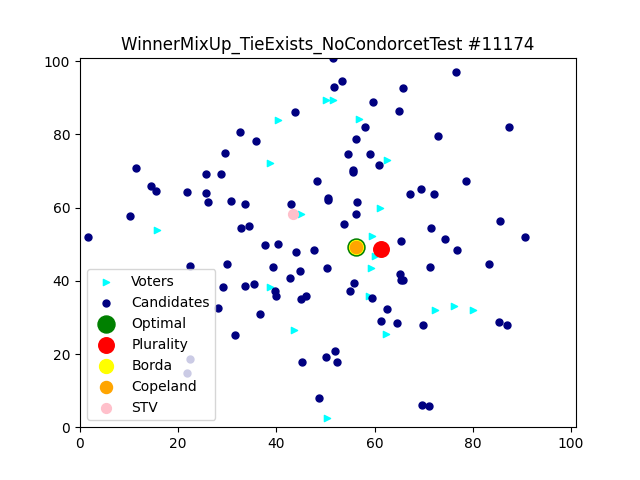 WinnerMixUp_TieExists_NoCondorcetTest #11174
100
80
60
40
20
0
Voters
Candidates
Optimal
Plurality
Borda
Copeland
STV
0 20 40 60 80 100